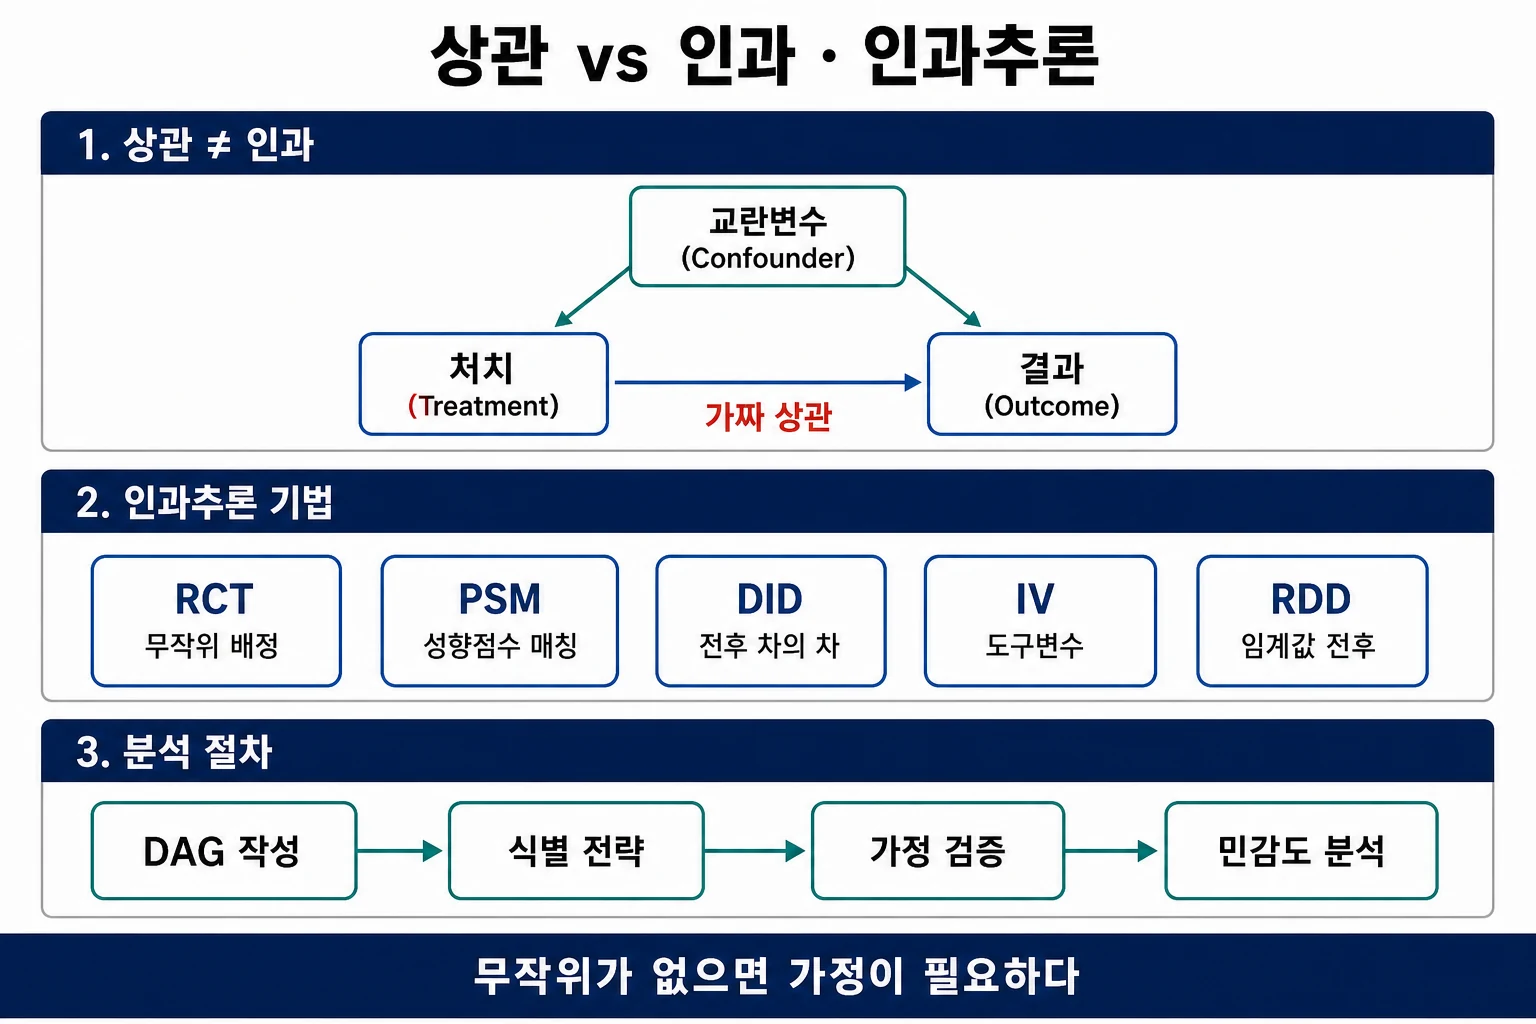 상관 vs 인과 · 인과추론
1. 상관 ≠ 인과
교란변수
(Confounder)
처치
(Treatment)
가짜 상관
결과
(Outcome)
2. 인과추론 기법
RCT
무작위 배정
PSM
성향점수 매칭
DID
전후 차의 차
IV
도구변수
RDD
임계값 전후
3. 분석 절차
DAG 작성
식별 전략
가정 검증
민감도 분석
무작위가 없으면 가정이 필요하다